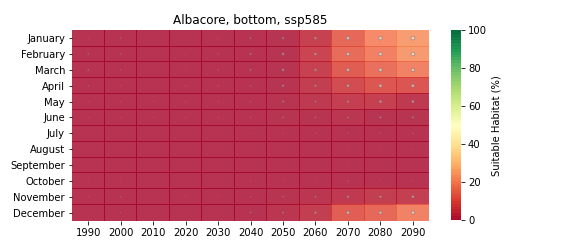 Albacore, bottom, ssp585
January
February
March
April
May
June
July
August
September
October
November
December
1990 2000 2010 2020 2030 2040 2050 2060 2070 2080 2090
100
80
60
40
20
0
Suitable Habitat (%)